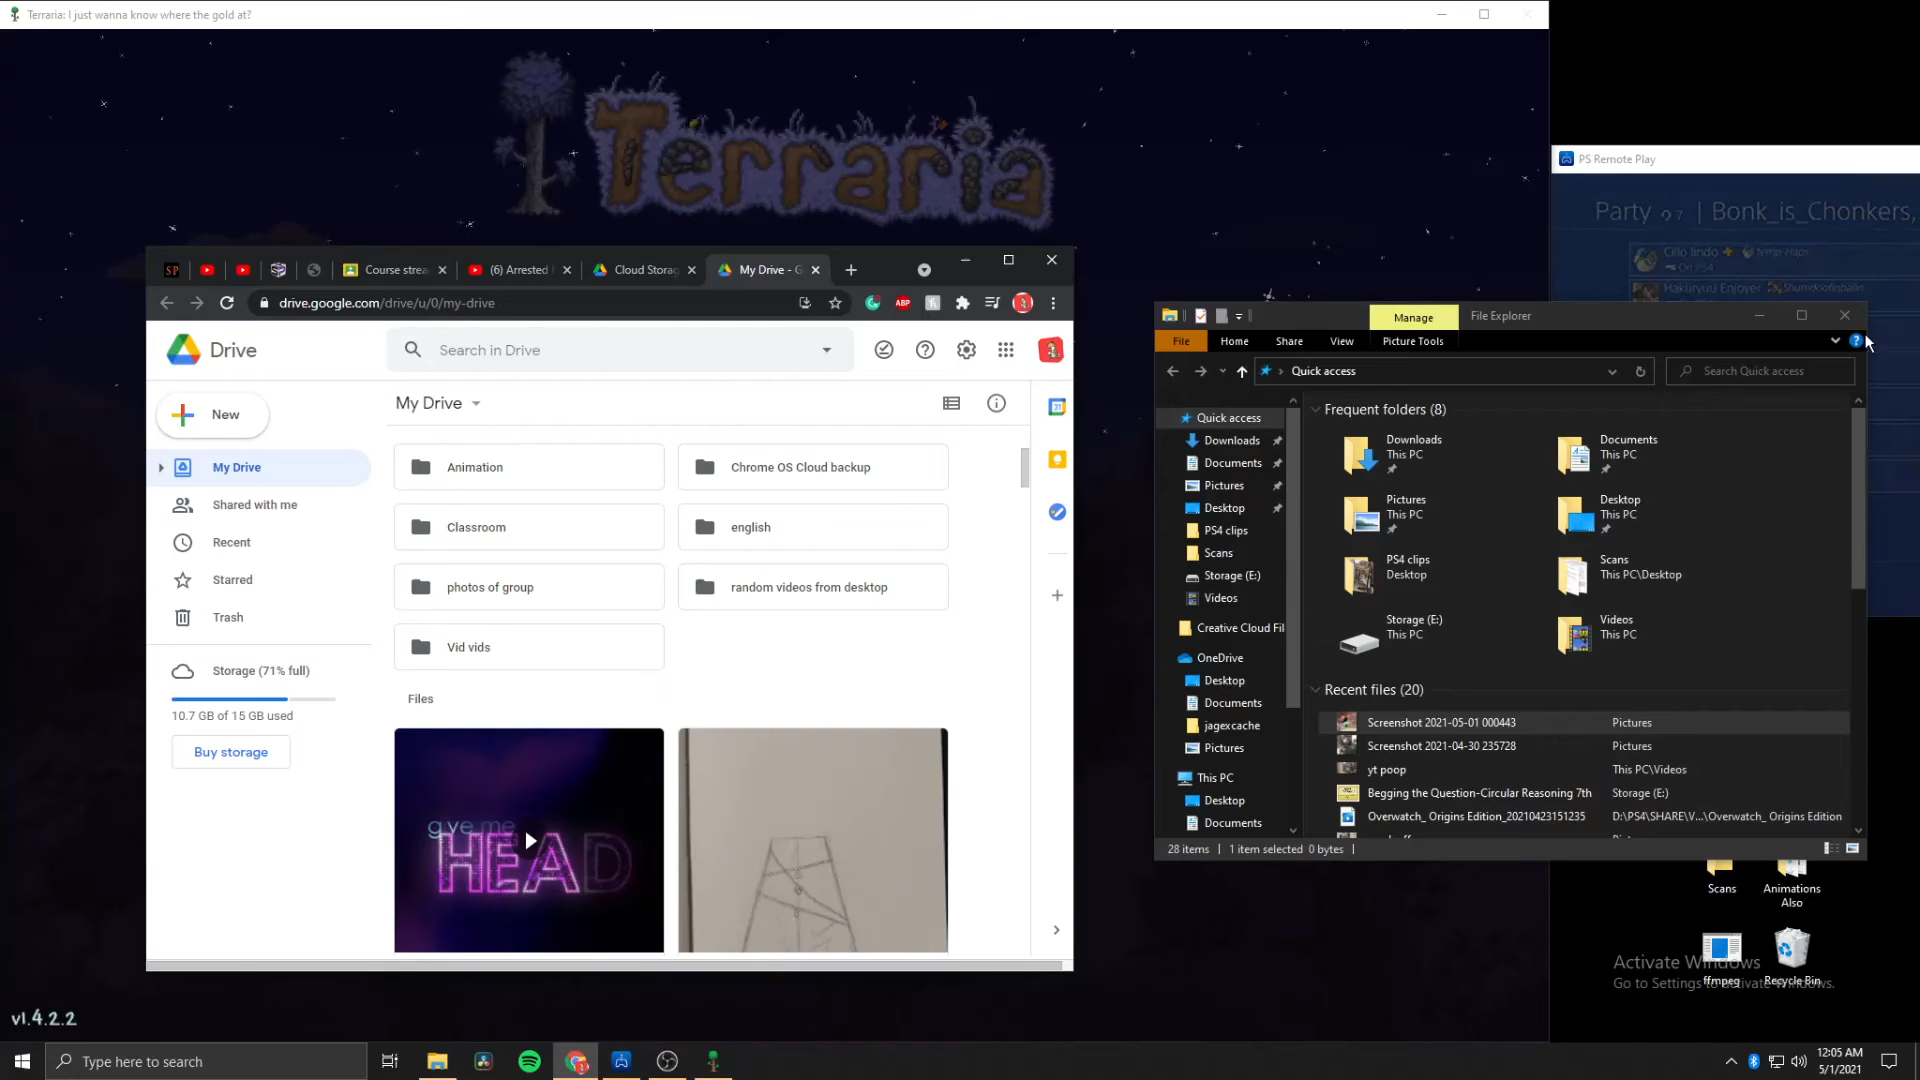 Terraria: I just wanna know where the gold at?
Terraria
PS Remote Play
Party 7 | Bonk_is_Chonkers,
Cillo lindo
Hakuryuu Enjoyer
Course strea
(6) Arrested
Cloud Storag
My Drive - G
drive.google.com/drive/u/0/my-drive
ABP
Drive
Search in Drive
New
My Drive
Shared with me
Recent
Starred
Trash
Storage (71% full)
10.7 GB of 15 GB used
Buy storage
My Drive
Animation
Chrome OS Cloud backup
Classroom
english
photos of group
random videos from desktop
Vid vids
Files
give me
HEAD
Manage
File Explorer
File
Home
Share
View
Picture Tools
Quick access
Search Quick access
Quick access
Downloads
Documents
Pictures
Desktop
PS4 clips
Scans
Storage (E:)
Videos
Creative Cloud Fil
OneDrive
Desktop
Documents
jagexcache
Pictures
This PC
Desktop
Documents
Frequent folders (8)
Downloads
This PC
Documents
This PC
Pictures
This PC
Desktop
This PC
PS4 clips
Desktop
Scans
This PC\Desktop
Storage (E:)
This PC
Videos
This PC
Recent files (20)
Screenshot 2021-05-01 000443 Pictures
Screenshot 2021-04-30 235728 Pictures
yt poop This PC\Videos
Begging the Question-Circular Reasoning 7th Storage (E:)
Overwatch_ Origins Edition_20210423151235 D:\PS4\SHARE\V...\Overwatch_ Origins Edition
28 items 1 item selected 0 bytes
Scans
Animations
Also
ffmpeg
Recycle Bin
Activate Windows
Go to Settings to activate Windows.
v1.4.2.2
Type here to search
12:05 AM
5/1/2021